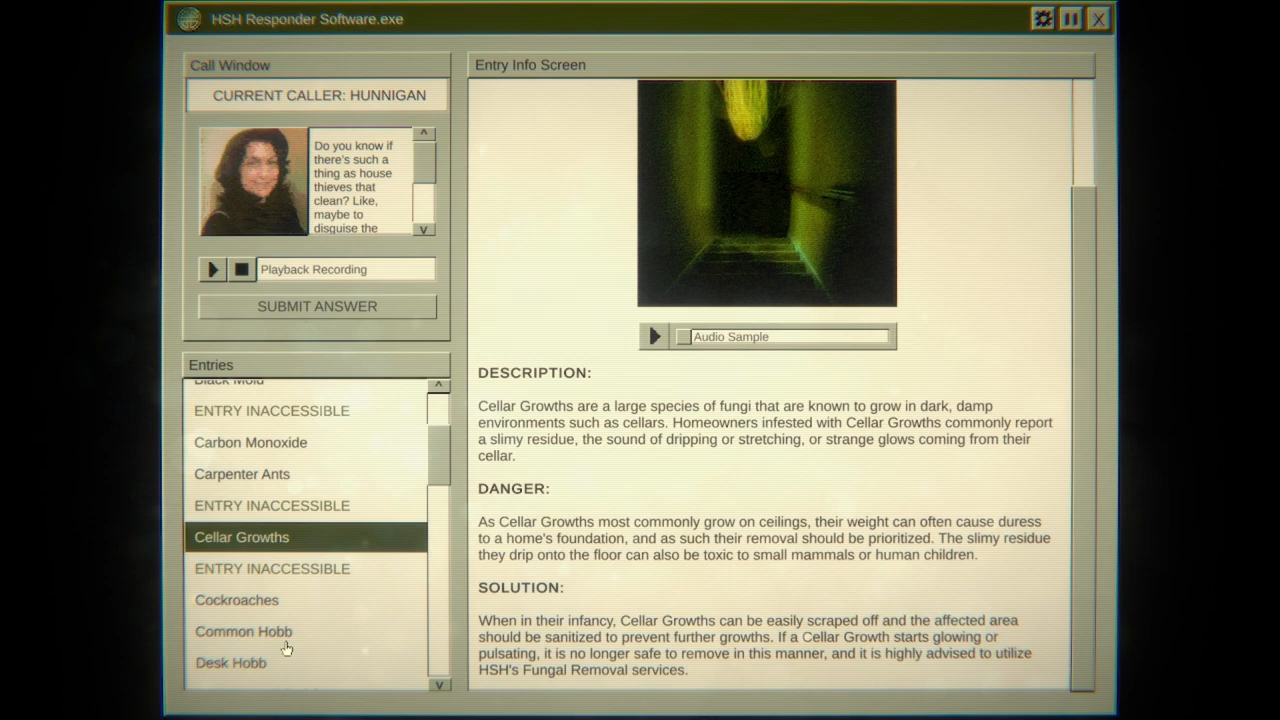 HSH Responder Software.exe
Call Window
CURRENT CALLER: HUNNIGAN
Do you know if
there's such a
thing as house
thieves that
clean? Like,
maybe to
disguise the
Playback Recording
SUBMIT ANSWER
Entries
Black Mold
ENTRY INACCESSIBLE
Carbon Monoxide
Carpenter Ants
ENTRY INACCESSIBLE
Cellar Growths
ENTRY INACCESSIBLE
Cockroaches
Common Hobb
Desk Hobb
Entry Info Screen
Audio Sample
DESCRIPTION:
Cellar Growths are a large species of fungi that are known to grow in dark, damp
environments such as cellars. Homeowners infested with Cellar Growths commonly report
a slimy residue, the sound of dripping or stretching, or strange glows coming from their
cellar.
DANGER:
As Cellar Growths most commonly grow on ceilings, their weight can often cause duress
to a home's foundation, and as such their removal should be prioritized. The slimy residue
they drip onto the floor can also be toxic to small mammals or human children.
SOLUTION:
When in their infancy, Cellar Growths can be easily scraped off and the affected area
should be sanitized to prevent further growths. If a Cellar Growth starts glowing or
pulsating, it is no longer safe to remove in this manner, and it is highly advised to utilize
HSH's Fungal Removal services.